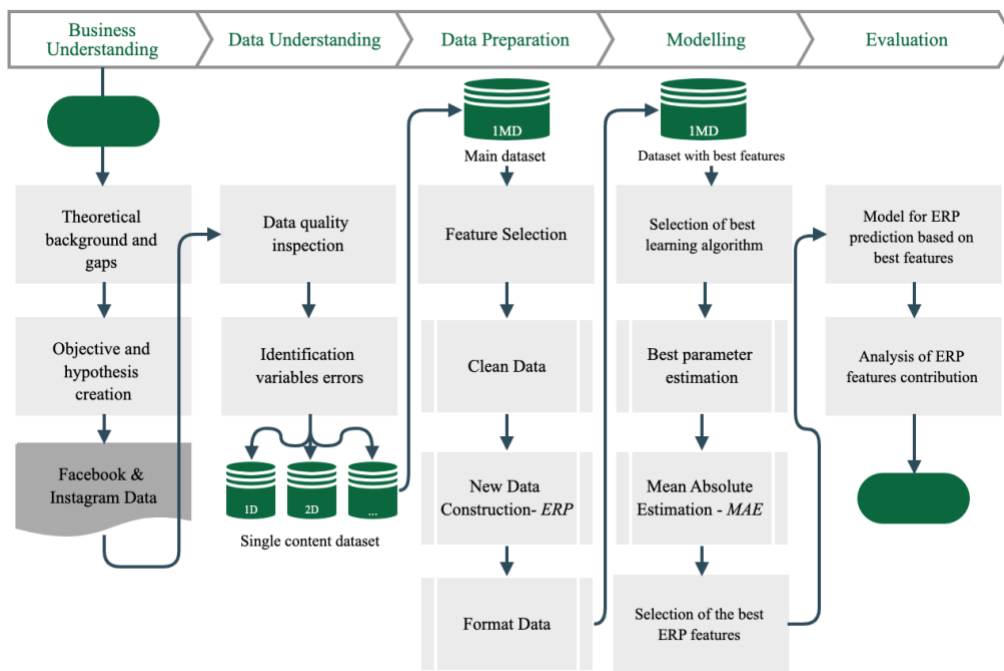 Business
Understanding
Data Understanding
Data Preparation
Modelling
Evaluation
Theoretical
background and
gaps
Objective and
hypothesis
creation
Facebook &
Instagram Data
Data quality
inspection
Identification
variables errors
1D
2D
...
Single content dataset
1MD
Main dataset
Feature Selection
Clean Data
New Data
Construction- ERP
Format Data
1MD
Dataset with best features
Selection of best
learning algorithm
Best parameter
estimation
Mean Absolute
Estimation - MAE
Selection of the best
ERP features
Model for ERP
prediction based on
best features
Analysis of ERP
features contribution